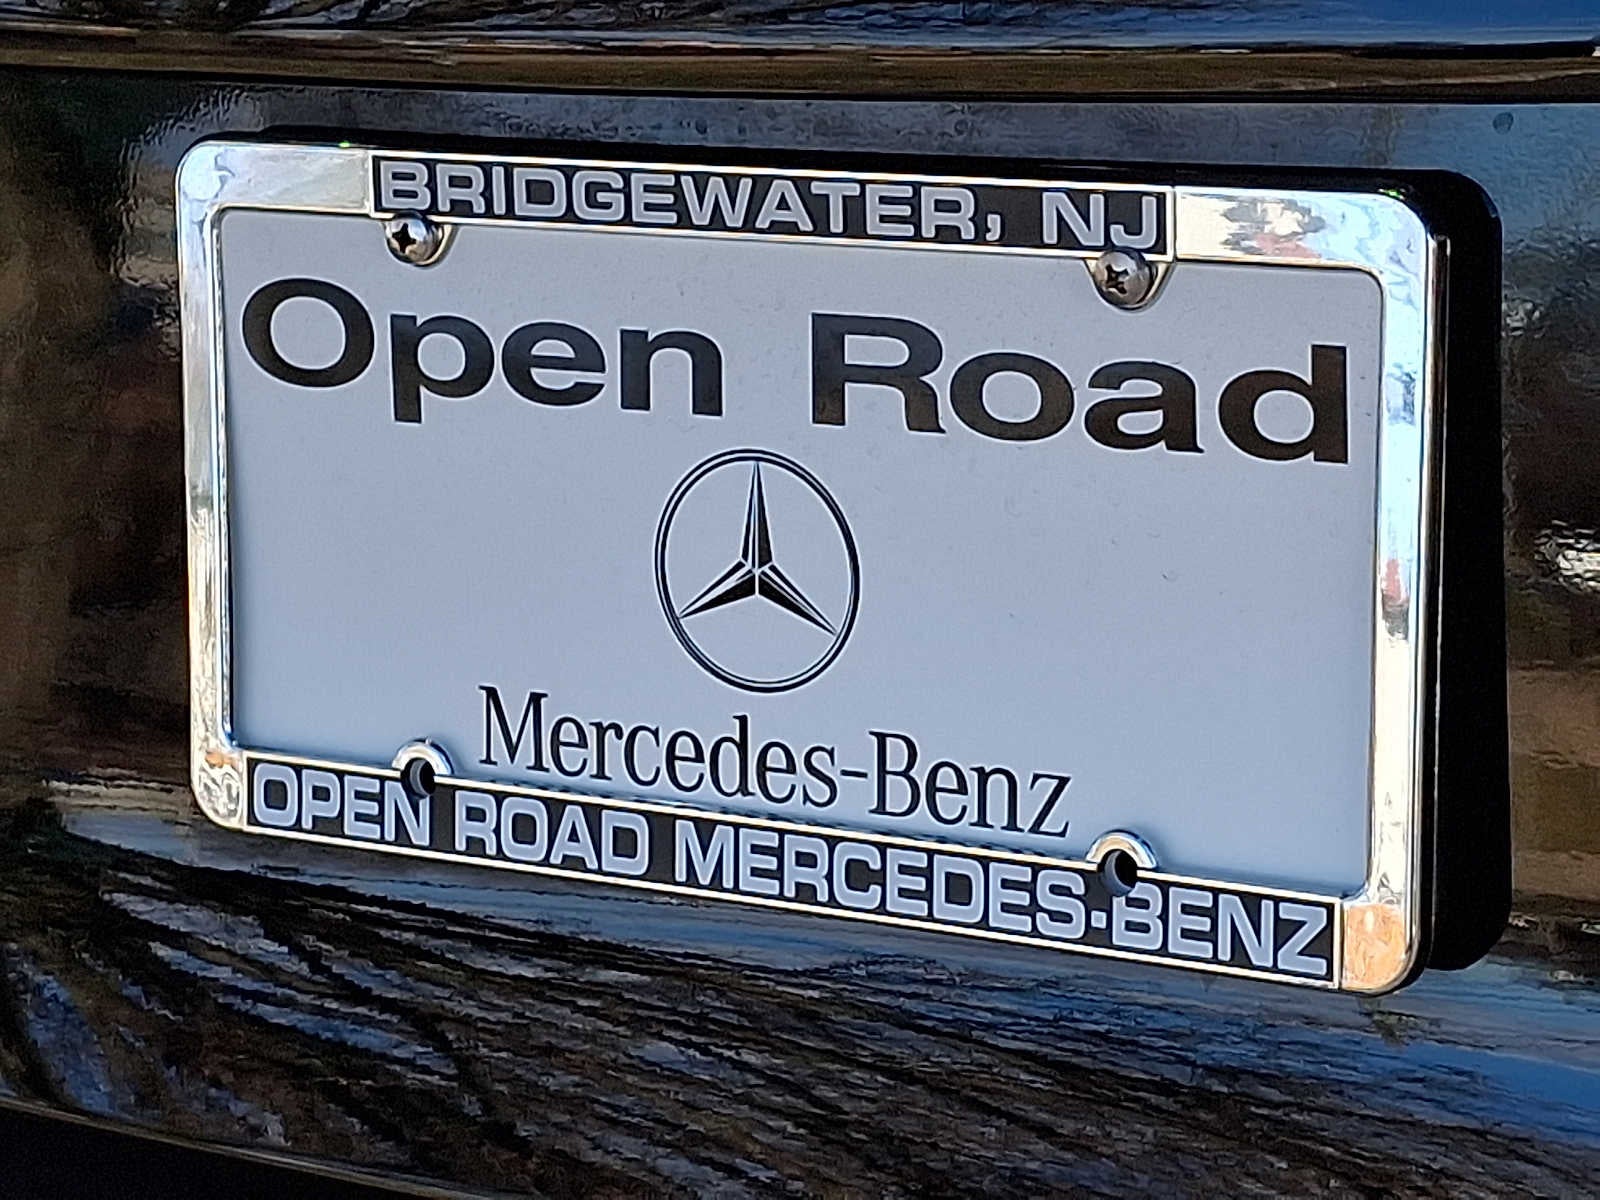 BRIDGEWATER, NJ
Open Road
Mercedes-Benz
OPEN ROAD MERCEDES-BENZ